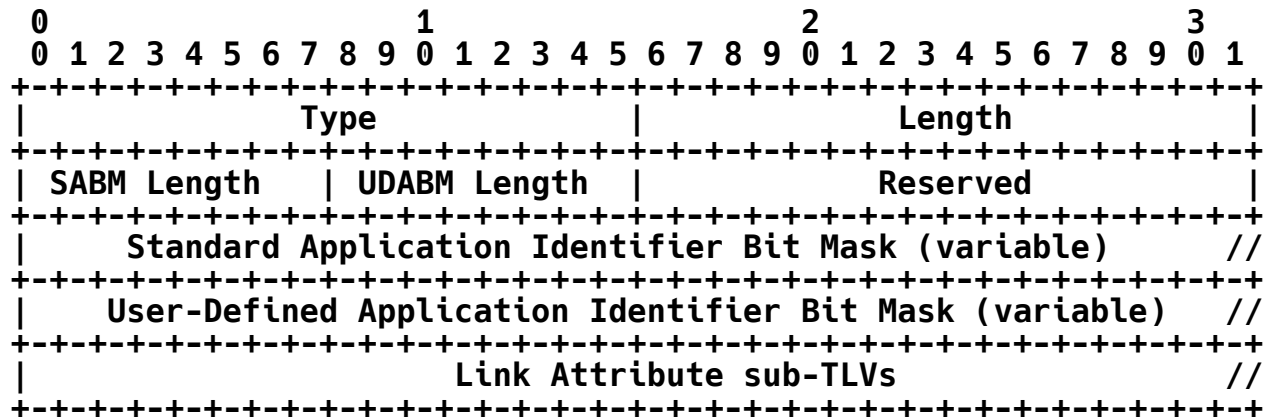 0                   1                   2                   3
 0 1 2 3 4 5 6 7 8 9 0 1 2 3 4 5 6 7 8 9 0 1 2 3 4 5 6 7 8 9 0 1
+-+-+-+-+-+-+-+-+-+-+-+-+-+-+-+-+-+-+-+-+-+-+-+-+-+-+-+-+-+-+-+-+
|              Type             |             Length            |
+-+-+-+-+-+-+-+-+-+-+-+-+-+-+-+-+-+-+-+-+-+-+-+-+-+-+-+-+-+-+-+-+
| SABM Length   | UDABM Length  |            Reserved           |
+-+-+-+-+-+-+-+-+-+-+-+-+-+-+-+-+-+-+-+-+-+-+-+-+-+-+-+-+-+-+-+-+
|     Standard Application Identifier Bit Mask (variable)      //
+-+-+-+-+-+-+-+-+-+-+-+-+-+-+-+-+-+-+-+-+-+-+-+-+-+-+-+-+-+-+-+-+
|    User-Defined Application Identifier Bit Mask (variable)   //
+-+-+-+-+-+-+-+-+-+-+-+-+-+-+-+-+-+-+-+-+-+-+-+-+-+-+-+-+-+-+-+-+
|                      Link Attribute sub-TLVs                 //
+-+-+-+-+-+-+-+-+-+-+-+-+-+-+-+-+-+-+-+-+-+-+-+-+-+-+-+-+-+-+-+-+